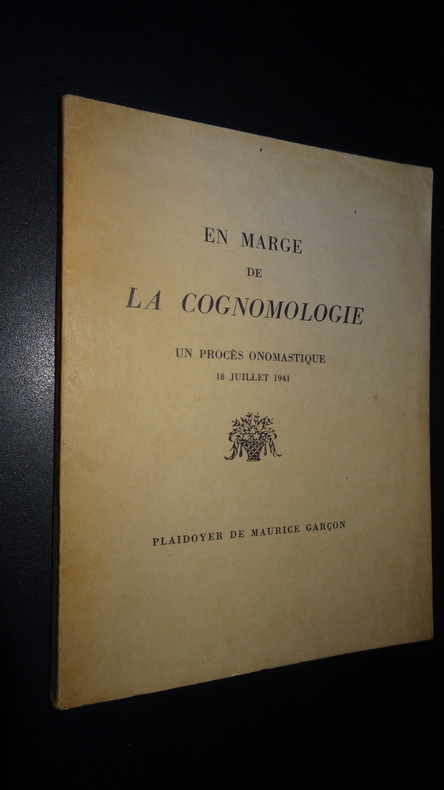 EN MARGE
DE
LA COGNOMOLOGIE
UN PROCÈS ONOMASTIQUE
18 JUILLET 1941
PLAIDOYER DE MAURICE GARÇON